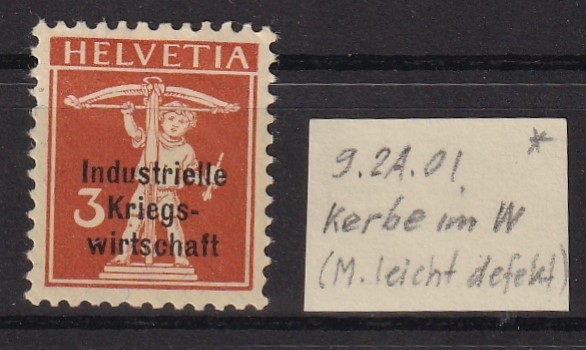 HELVETIA
Industrielle
3 Kriegs-
wirtschaft
*
9.2A.01
Kerbe im W
(M. leicht defekt)